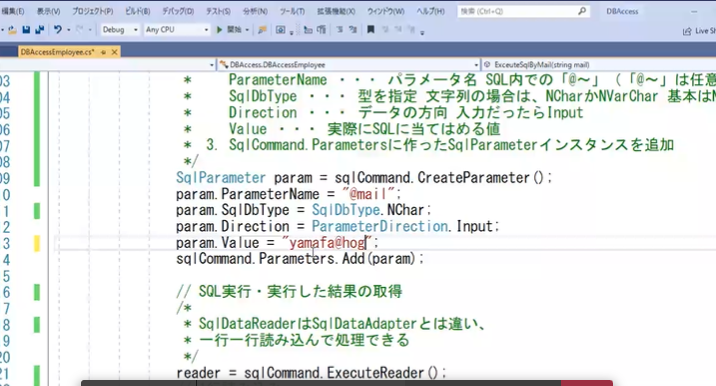 編集(E) 表示(V) プロジェクト(P) ビルド(B) デバッグ(D) テスト(S) 分析(N) ツール(T) 拡張機能(X) ウィンドウ(W) ヘルプ(H) 検索 (Ctrl+Q) DBAccess
Debug Any CPU 開始 Live Sh
DBAccessEmployee.cs*
DBAccess.DBAccessEmployee ExceuteSqlByMail(string mail)
03 * ParameterName ・・・ パラメータ名 SQL内での「@～」（「@～」は任意
04 * SqlDbType ・・・ 型を指定 文字列の場合は、NCharかNVarChar 基本はN
05 * Direction ・・・ データの方向 入力だったらInput
06 * Value ・・・ 実際にSQLに当てはめる値
07 * 3. SqlCommand.Parametersに作ったSqlParameterインスタンスを追加
08 */
09 SqlParameter param = sqlCommand.CreateParameter();
0 param.ParameterName = "@mail";
1 param.SqlDbType = SqlDbType.NChar;
2 param.Direction = ParameterDirection.Input;
3 param.Value = "yamafa@hog";
4 sqlCommand.Parameters.Add(param);
5
6 // SQL実行・実行した結果の取得
7 /*
8 * SqlDataReaderはSqlDataAdapterとは違い、
9 * 一行一行読み込んで処理できる
20 */
21 reader = sqlCommand.ExecuteReader();